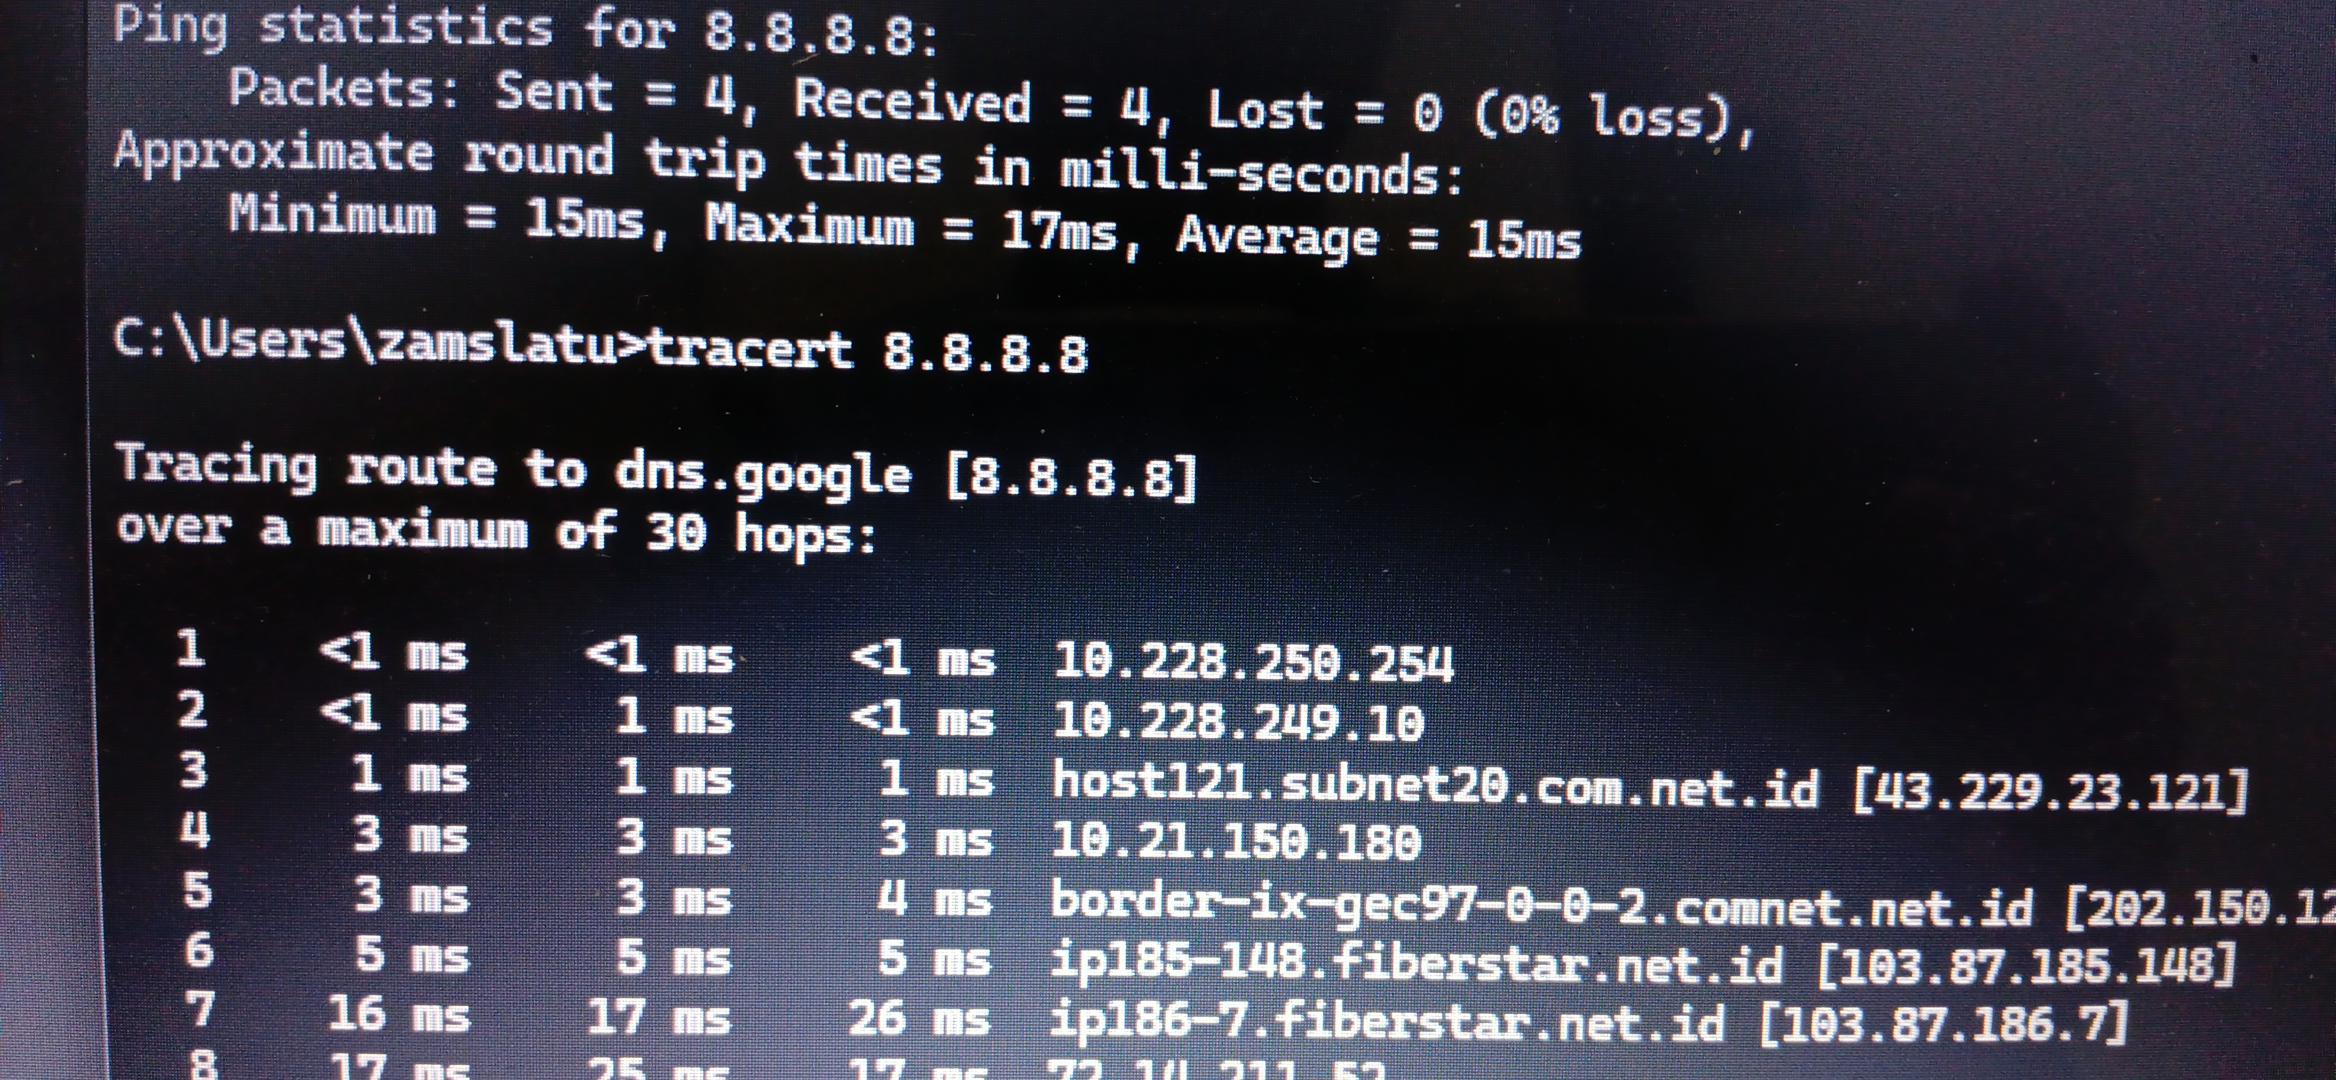 Ping statistics for 8.8.8.8:
Packets: Sent = 4, Received = 4, Lost = 0 (0% loss),
Approximate round trip times in milli-seconds:
Minimum = 15ms, Maximum = 17ms, Average = 15ms
C:\Users\zamslatu>tracert 8.8.8.8
Tracing route to dns.google [8.8.8.8]
over a maximum of 30 hops:
1 <1 ms <1 ms <1 ms 10.228.250.254
2 <1 ms 1 ms <1 ms 10.228.249.10
3 1 ms 1 ms 1 ms host121.subnet20.com.net.id [43.229.23.121]
4 3 ms 3 ms 3 ms 10.21.150.180
5 3 ms 3 ms 4 ms border-ix-gec97-0-0-2.comnet.net.id [202.150.12
6 5 ms 5 ms 5 ms ip185-148.fiberstar.net.id [103.87.185.148]
7 16 ms 17 ms 26 ms ip186-7.fiberstar.net.id [103.87.186.7]
8 17 ms 25 ms 17 ms